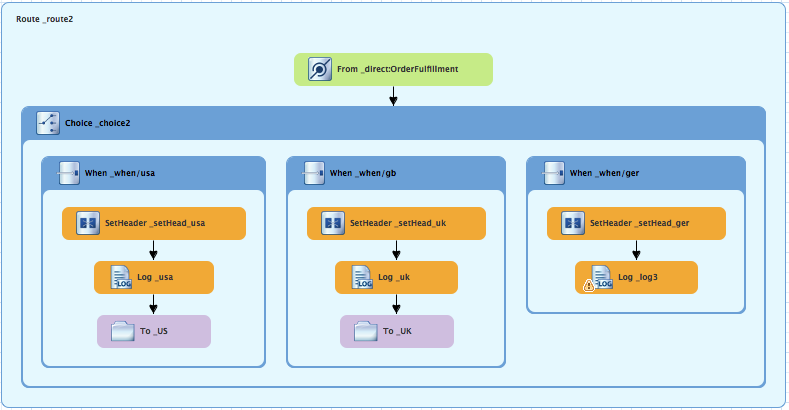 Route _route2
From _direct:OrderFulfillment
Choice _choice2
When _when/usa
When _when/gb
When _when/ger
SetHeader _setHead_usa
SetHeader _setHead_uk
SetHeader _setHead_ger
LOG Log _usa
LOG Log _uk
LOG Log _log3
To _US
To _UK